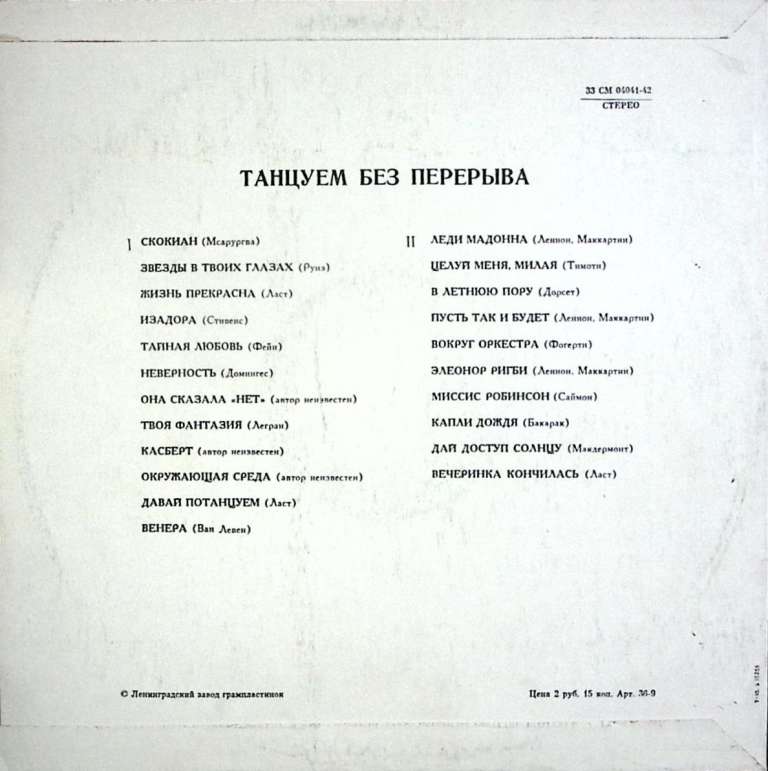 33 СМ 04041-42
СТЕРЕО
ТАНЦУЕМ БЕЗ ПЕРЕРЫВА
I СКОКИАН (Мсарургва)
ЗВЕЗДЫ В ТВОИХ ГЛАЗАХ (Руиз)
ЖИЗНЬ ПРЕКРАСНА (Ласт)
ИЗАДОРА (Стивенс)
ТАЙНАЯ ЛЮБОВЬ (Фейн)
НЕВЕРНОСТЬ (Домингес)
ОНА СКАЗАЛА «НЕТ» (автор неизвестен)
ТВОЯ ФАНТАЗИЯ (Легран)
КАСБЕРТ (автор неизвестен)
ОКРУЖАЮЩАЯ СРЕДА (автор неизвестен)
ДАВАЙ ПОТАНЦУЕМ (Ласт)
ВЕНЕРА (Ван Левен)
II ЛЕДИ МАДОННА (Леннон, Маккартни)
ЦЕЛУЙ МЕНЯ, МИЛАЯ (Тимоти)
В ЛЕТНЮЮ ПОРУ (Дорсет)
ПУСТЬ ТАК И БУДЕТ (Леннон, Маккартни)
ВОКРУГ ОРКЕСТРА (Фогерти)
ЭЛЕОНОР РИГБИ (Леннон, Маккартни)
МИССИС РОБИНСОН (Саймон)
КАПЛИ ДОЖДЯ (Бакарак)
ДАЙ ДОСТУП СОЛНЦУ (Макдермонт)
ВЕЧЕРИНКА КОНЧИЛАСЬ (Ласт)
© Ленинградский завод грампластинок
Цена 2 руб. 15 коп. Арт. 36-9